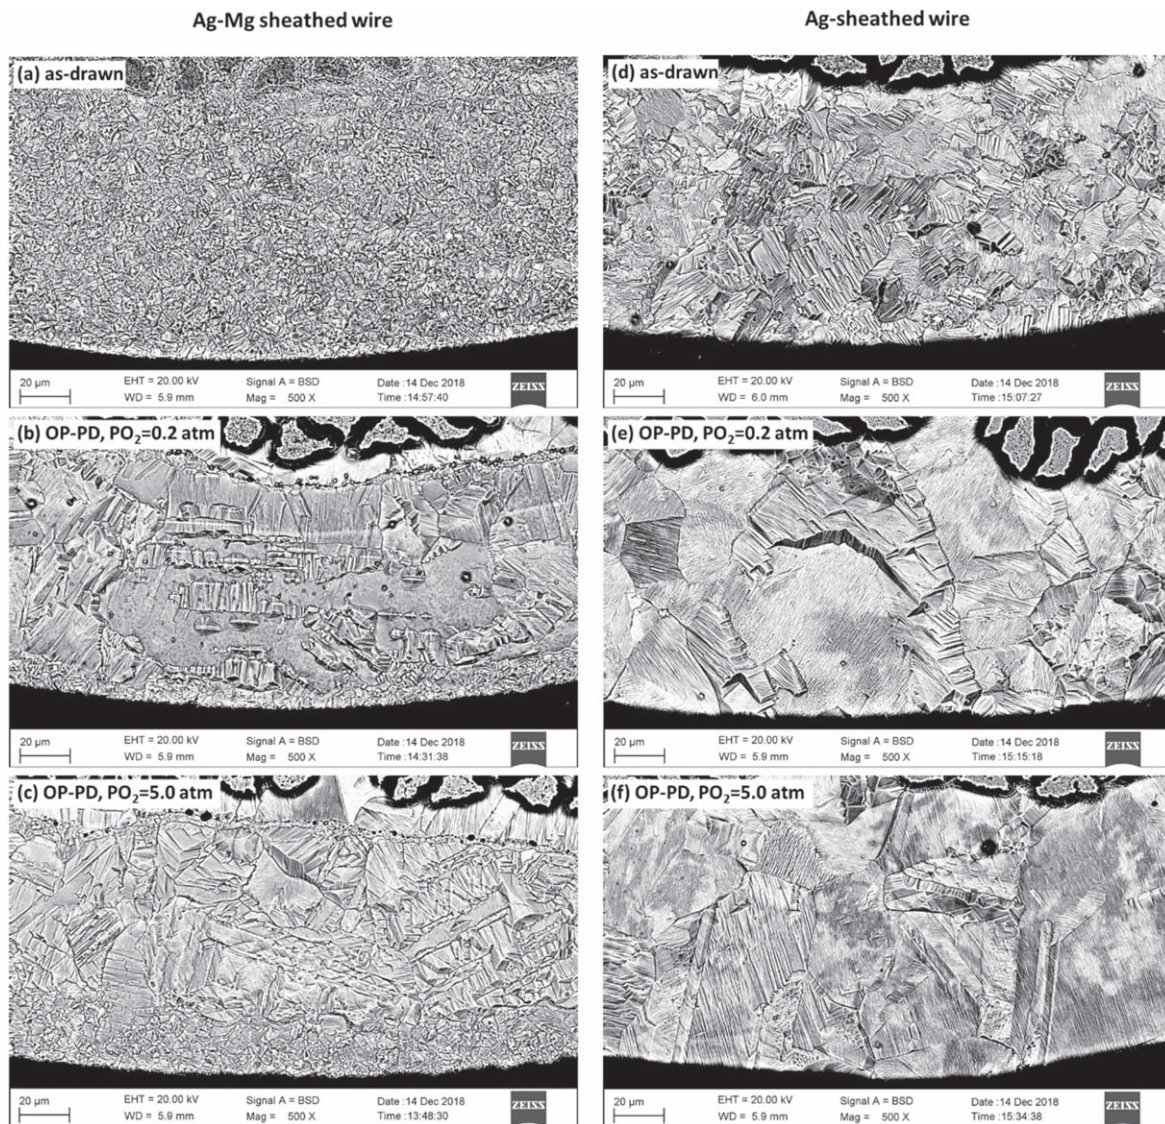 Ag-Mg sheathed wire
Ag-sheathed wire
(a) as-drawn
20 µm
EHT = 20.00 kV
WD = 5.9 mm
Signal A = BSD
Mag = 500 X
Date :14 Dec 2018
Time :14:57:40
ZEISS
(d) as-drawn
20 µm
EHT = 20.00 kV
WD = 6.0 mm
Signal A = BSD
Mag = 500 X
Date :14 Dec 2018
Time :15:07:27
ZEISS
(b) OP-PD, PO₂=0.2 atm
20 µm
EHT = 20.00 kV
WD = 5.9 mm
Signal A = BSD
Mag = 500 X
Date :14 Dec 2018
Time :14:31:38
ZEISS
(e) OP-PD, PO₂=0.2 atm
20 µm
EHT = 20.00 kV
WD = 5.9 mm
Signal A = BSD
Mag = 500 X
Date :14 Dec 2018
Time :15:15:18
ZEISS
(c) OP-PD, PO₂=5.0 atm
20 µm
EHT = 20.00 kV
WD = 5.9 mm
Signal A = BSD
Mag = 500 X
Date :14 Dec 2018
Time :13:48:30
ZEISS
(f) OP-PD, PO₂=5.0 atm
20 µm
EHT = 20.00 kV
WD = 5.9 mm
Signal A = BSD
Mag = 500 X
Date :14 Dec 2018
Time :15:34:38
ZEISS